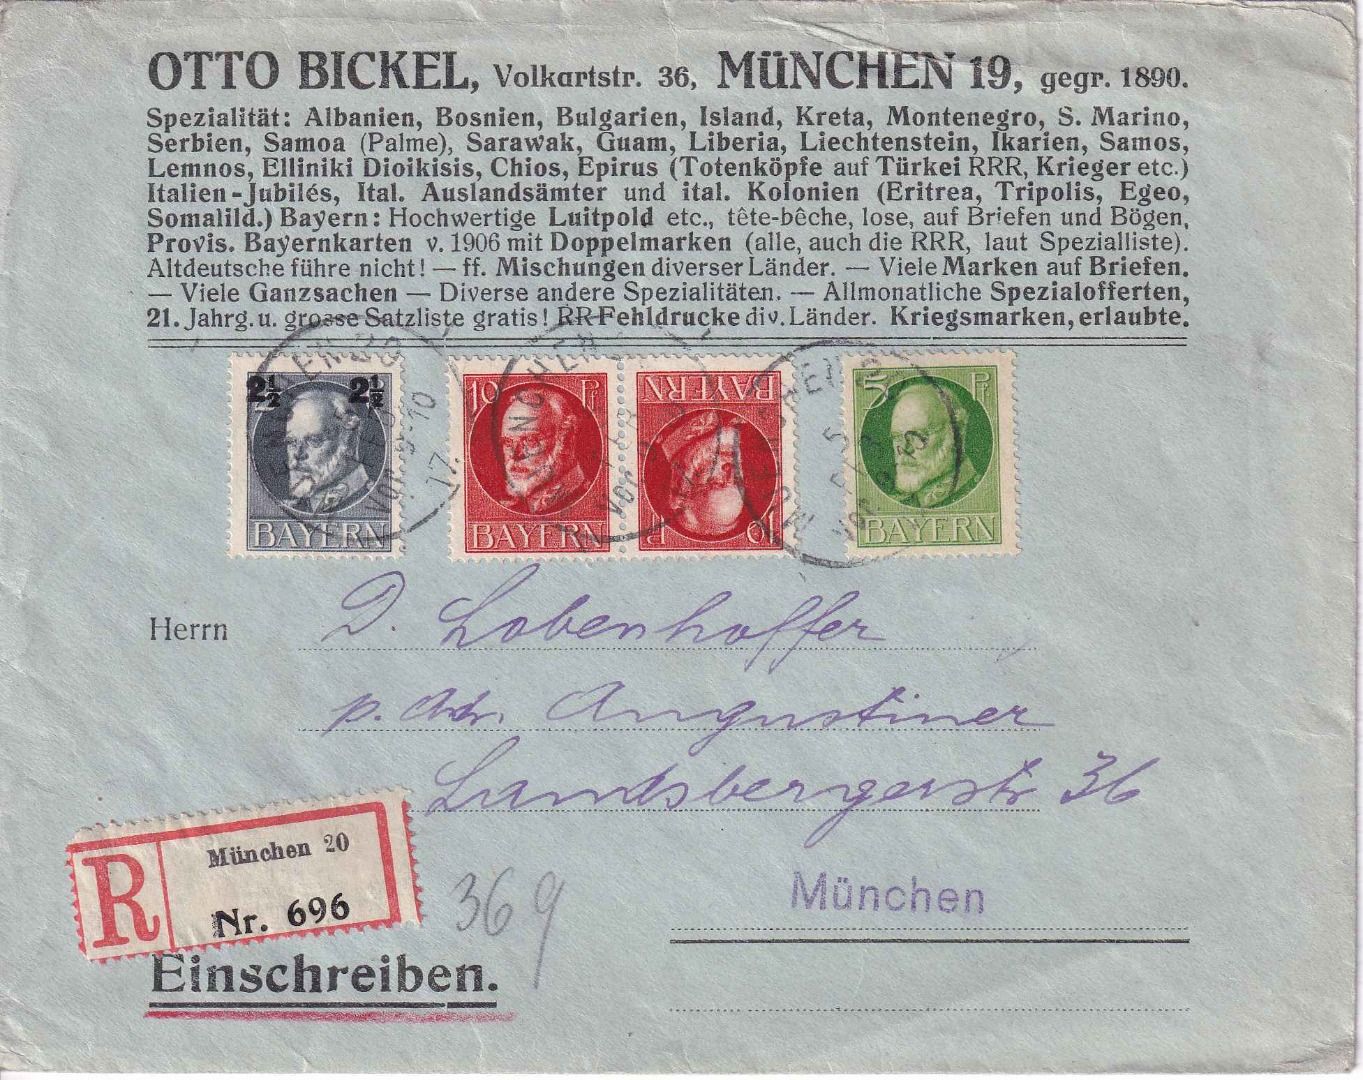 OTTO BICKEL, Volkartstr. 36, MÜNCHEN 19, gegr. 1890.
Spezialität: Albanien, Bosnien, Bulgarien, Island, Kreta, Montenegro, S. Marino,
Serbien, Samoa (Palme), Sarawak, Guam, Liberia, Liechtenstein, Ikarien, Samos,
Lemnos, Elliniki Dioikisis, Chios, Epirus (Totenköpfe auf Türkei RRR, Krieger etc.)
Italien-Jubilés, Ital. Auslandsämter und ital. Kolonien (Eritrea, Tripolis, Egeo,
Somalild.) Bayern: Hochwertige Luitpold etc., tête-bêche, lose, auf Briefen und Bögen,
Provis. Bayernkarten v. 1906 mit Doppelmarken (alle, auch die RRR, laut Spezialliste).
Altdeutsche führe nicht! — ff. Mischungen diverser Länder. — Viele Marken auf Briefen.
— Viele Ganzsachen — Diverse andere Spezialitäten. — Allmonatliche Spezialofferten,
21. Jahrg. u. grosse Satzliste gratis! RR Fehldrucke div. Länder. Kriegsmarken, erlaubte.
2½ 2½
BAYERN
10 Pf
BAYERN
10 Pf
BAYERN
5 Pf
BAYERN
MÜNCHEN
Vor. 9-10
17.
Herrn D. Lobenhoffer
p. Adr. Augustiner
Landsbergerstr 36
München
R München 20
Nr. 696
369
Einschreiben.